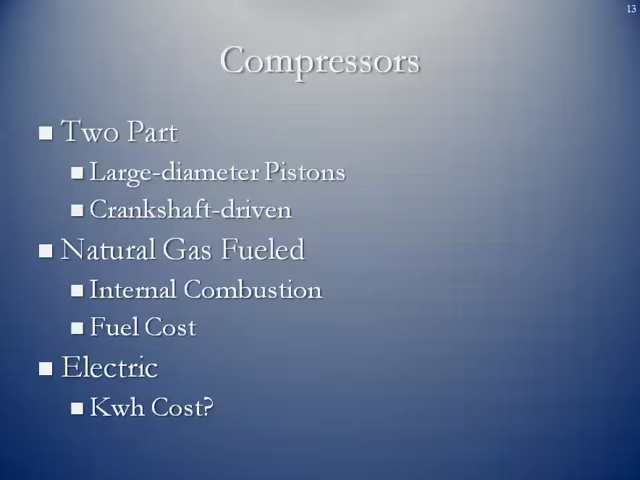 13
Compressors
Two Part
Large-diameter Pistons
Crankshaft-driven
Natural Gas Fueled
Internal Combustion
Fuel Cost
Electric
Kwh Cost?